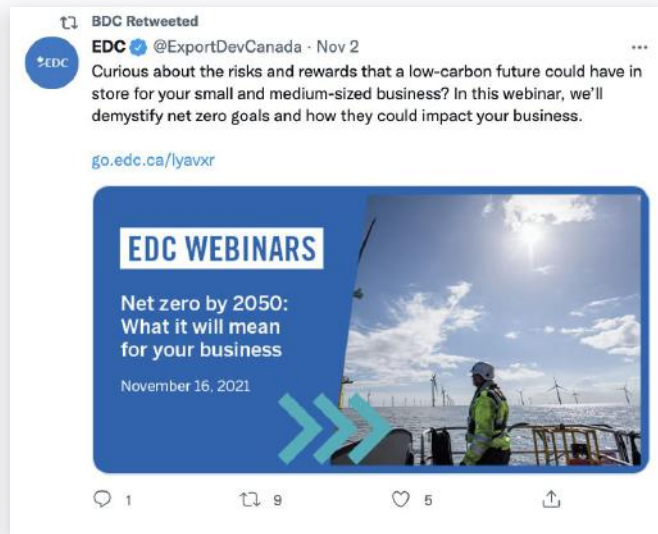 BDC Retweeted
EDC @ExportDevCanada · Nov 2
EDC
Curious about the risks and rewards that a low-carbon future could have in
store for your small and medium-sized business? In this webinar, we'll
demystify net zero goals and how they could impact your business.
go.edc.ca/lyavxr
EDC WEBINARS
Net zero by 2050:
What it will mean
for your business
November 16, 2021
1 9 5